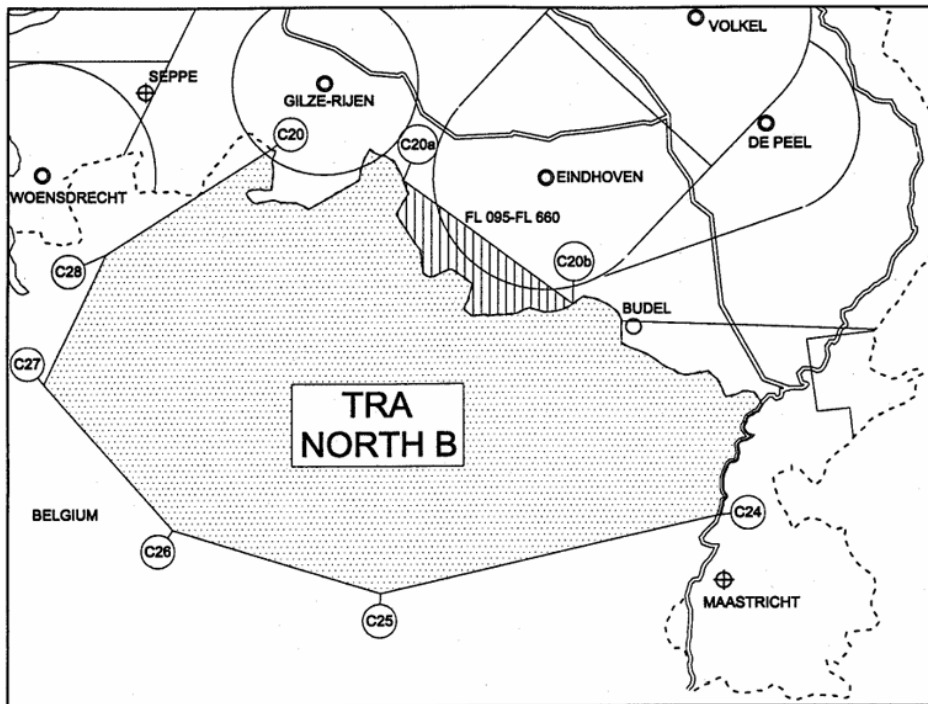 VOLKEL
SEPPE
GILZE-RIJEN
C20
C20a
DE PEEL
WOENSDRECHT
EINDHOVEN
FL 095-FL 660
C28
C20b
BUDEL
C27
TRA
NORTH B
BELGIUM
C24
C26
MAASTRICHT
C25